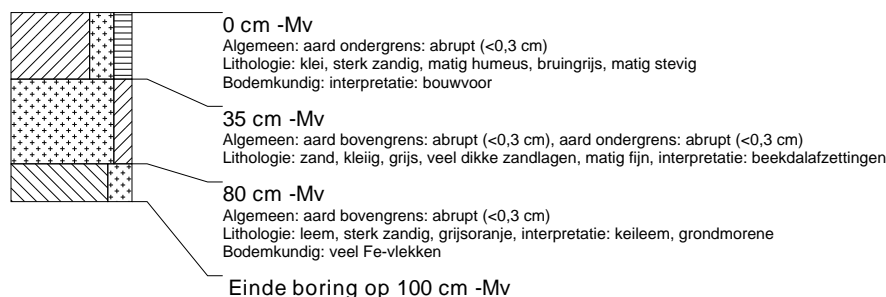 0 cm -Mv
Algemeen: aard ondergrens: abrupt (<0,3 cm)
Lithologie: klei, sterk zandig, matig humeus, bruingrijs, matig stevig
Bodemkundig: interpretatie: bouwvoor
35 cm -Mv
Algemeen: aard bovengrens: abrupt (<0,3 cm), aard ondergrens: abrupt (<0,3 cm)
Lithologie: zand, kleiig, grijs, veel dikke zandlagen, matig fijn, interpretatie: beekdalafzettingen
80 cm -Mv
Algemeen: aard bovengrens: abrupt (<0,3 cm)
Lithologie: leem, sterk zandig, grijsoranje, interpretatie: keileem, grondmorene
Bodemkundig: veel Fe-vlekken
Einde boring op 100 cm -Mv